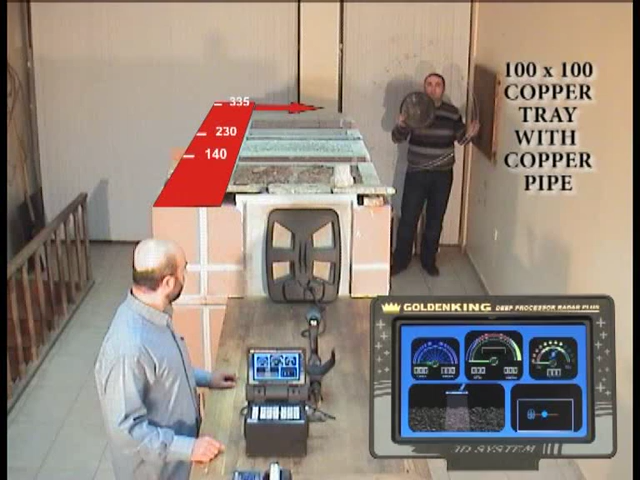 100 x 100
COPPER
TRAY
WITH
COPPER
PIPE
335
230
140
GOLDENKING DEEP PROCESSOR RADAR PLUS
3D SYSTEM